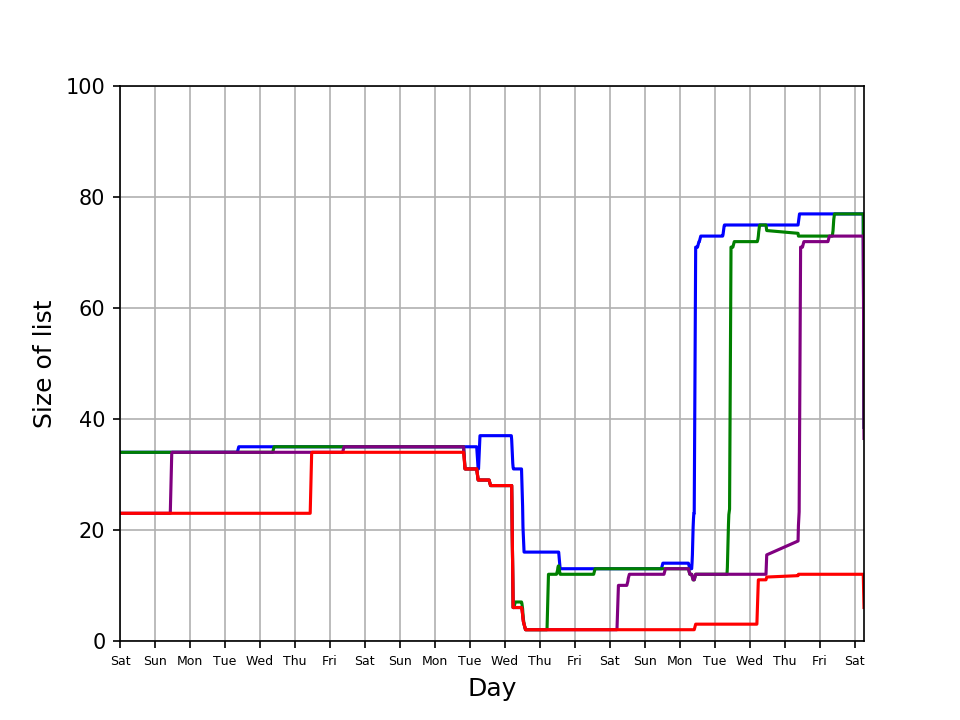 100
80
60
40
20
0
Size of list
Sat Sun Mon Tue Wed Thu Fri Sat Sun Mon Tue Wed Thu Fri Sat Sun Mon Tue Wed Thu Fri Sat
Day